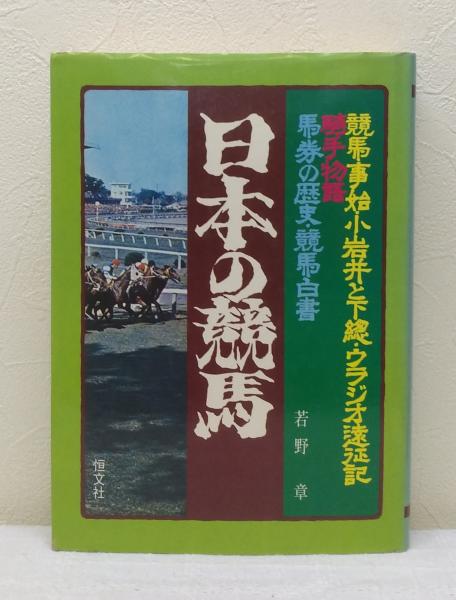 競馬事始・小岩井と下総・ウラジオ遠征記
騎手物語
馬券の歴史・競馬白書
日本の競馬
若野 章
恒文社